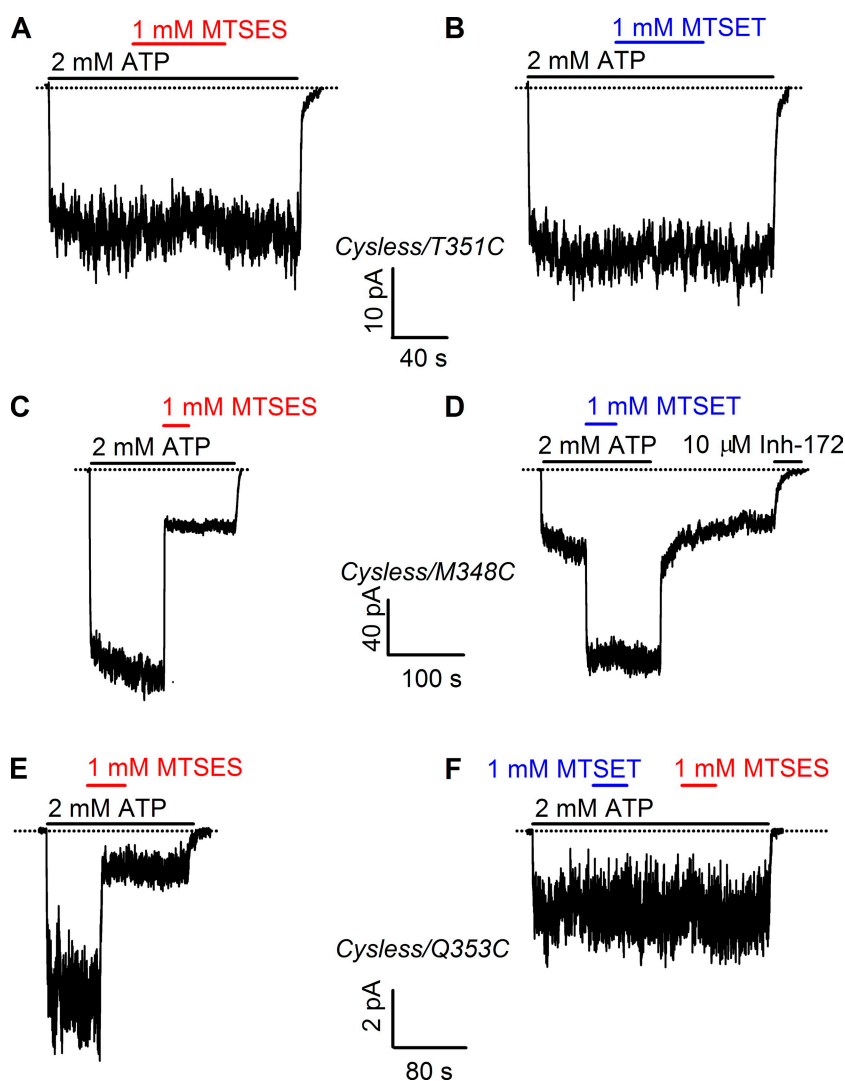 A
1 mM MTSES
2 mM ATP
B
1 mM MTSET
2 mM ATP
Cysless/T351C
10 pA
40 s
C
1 mM MTSES
2 mM ATP
D
1 mM MTSET
2 mM ATP
10 μM Inh-172
Cysless/M348C
40 pA
100 s
E
1 mM MTSES
2 mM ATP
F
1 mM MTSET
1 mM MTSES
2 mM ATP
Cysless/Q353C
2 pA
80 s